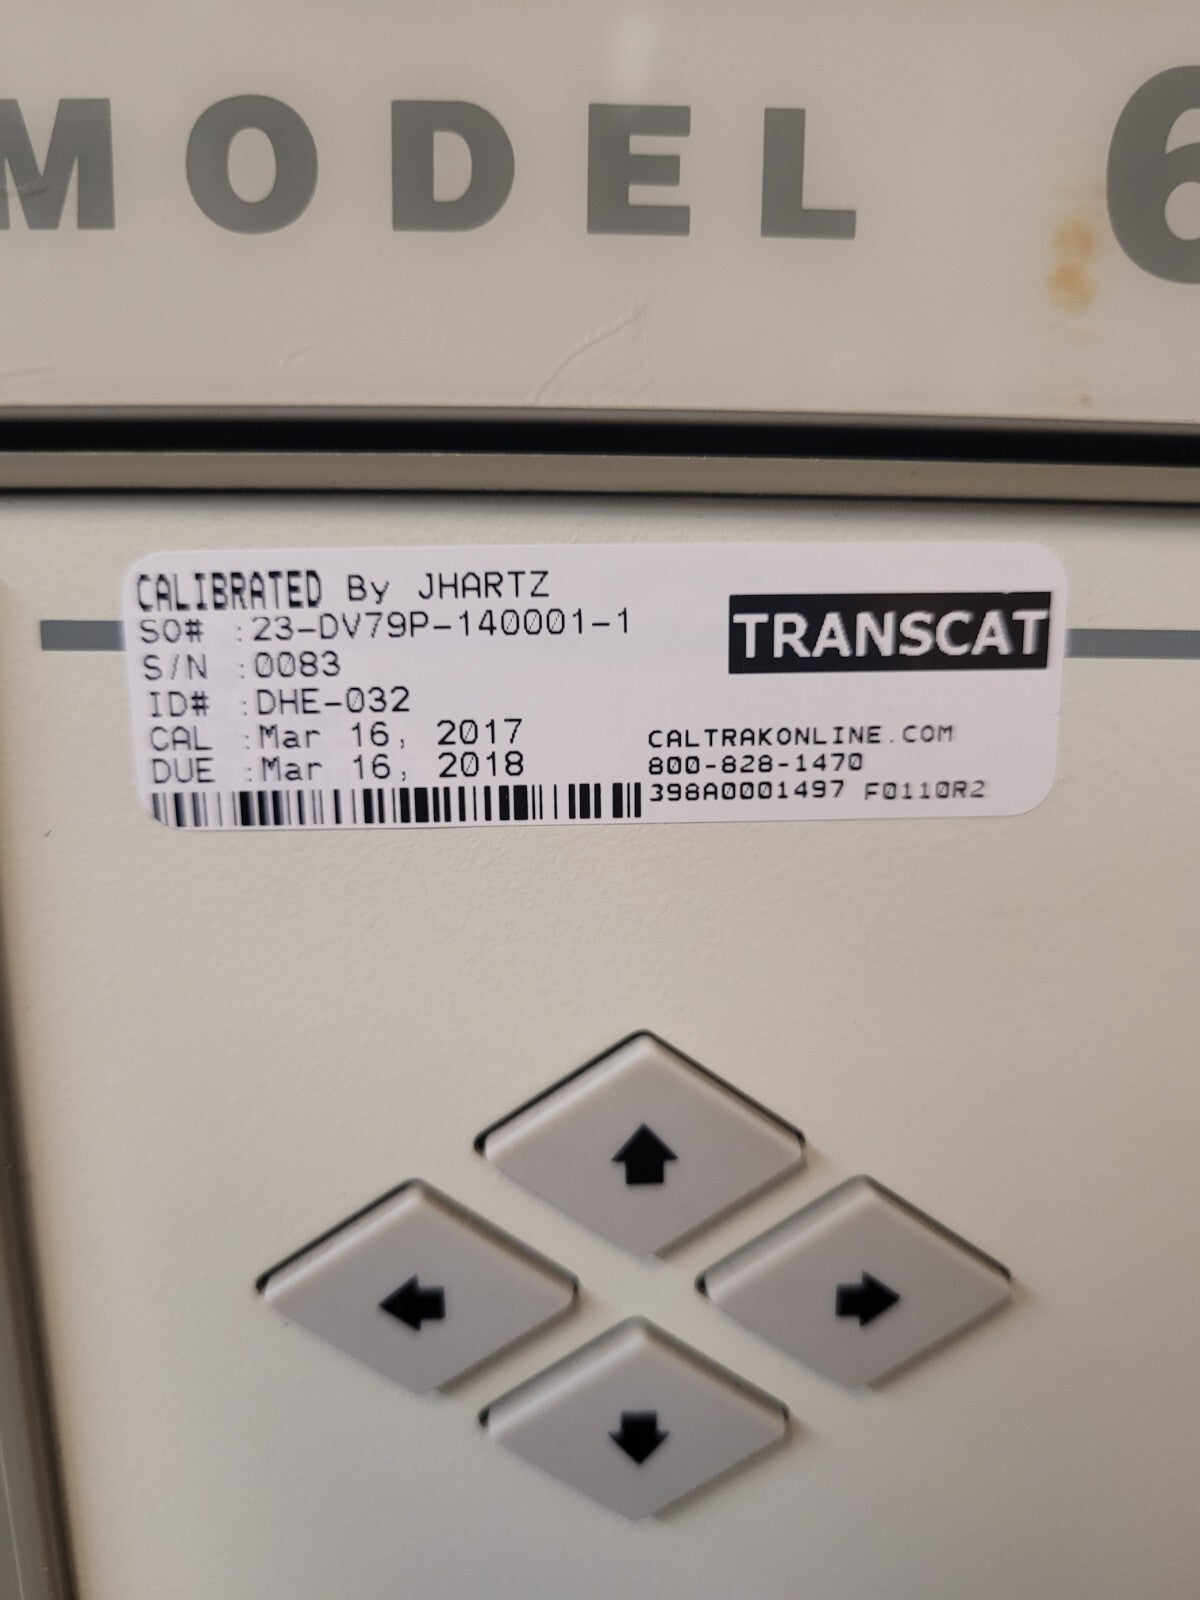 MODEL 6
CALIBRATED By JHARTZ
SO# :23-DV79P-140001-1
S/N :0083
ID# :DHE-032
CAL :Mar 16, 2017
DUE :Mar 16, 2018
TRANSCAT
CALTRAKONLINE.COM
800-828-1470
398A0001497 F0110R2